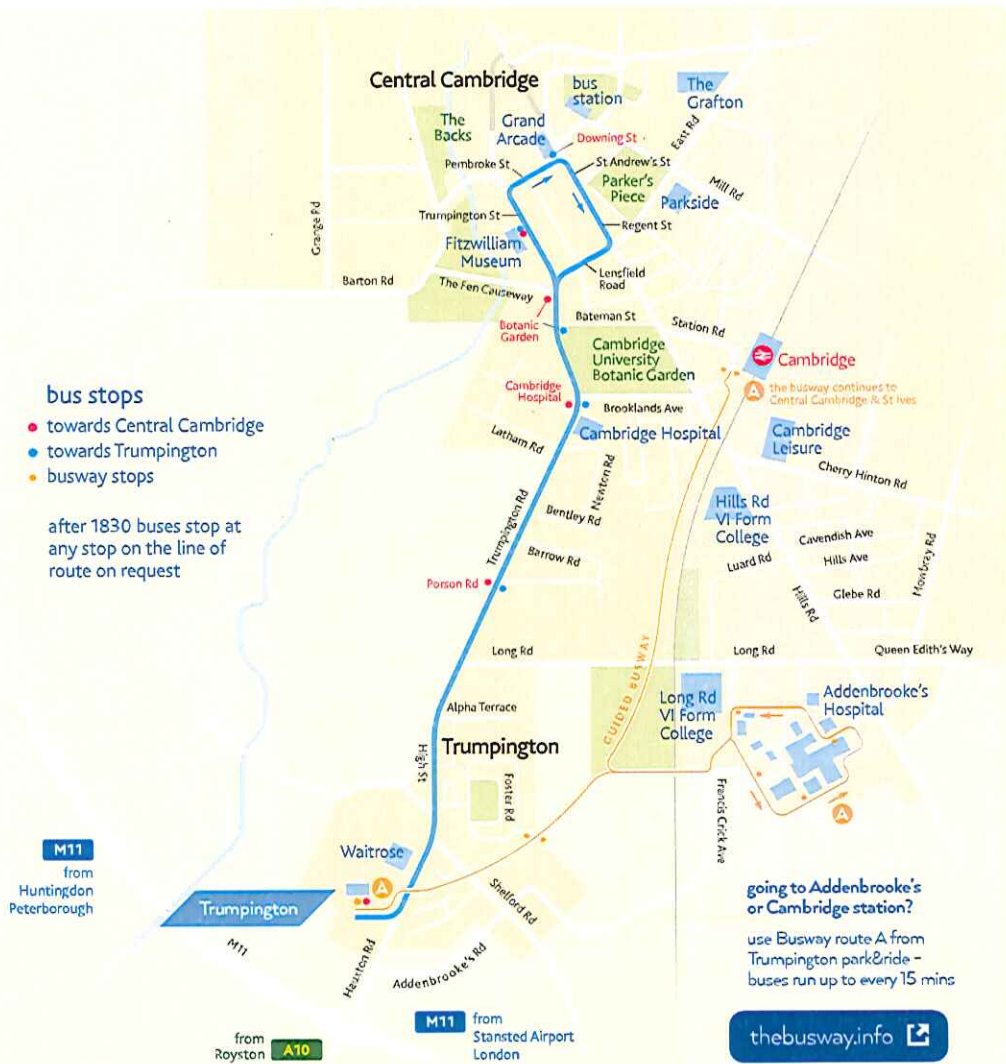 Central Cambridge
bus
station
The
Grafton
The
Backs
Grand
Arcade
Downing St
East Rd
Pembroke St
St Andrew's St
Parker's
Piece
Mill Rd
Parkside
Grange Rd
Trumpington St
Regent St
Fitzwilliam
Museum
Lensfield
Road
Barton Rd
The Fen Causeway
Botanic
Garden
Bateman St
Station Rd
Cambridge
University
Botanic Garden
Cambridge
A
the busway continues to
Central Cambridge & St Ives
bus stops
towards Central Cambridge
towards Trumpington
busway stops
after 1830 buses stop at
any stop on the line of
route on request
Cambridge
Hospital
Brooklands Ave
Latham Rd
Cambridge Hospital
Cambridge
Leisure
Cherry Hinton Rd
Newton Rd
Trumpington Rd
Bentley Rd
Hills Rd
VI Form
College
Cavendish Ave
Mowbray Rd
Barrow Rd
Luard Rd
Hills Ave
Porson Rd
Hills Rd
Glebe Rd
Long Rd
Long Rd
Queen Edith's Way
GUIDED BUSWAY
Long Rd
VI Form
College
Addenbrooke's
Hospital
Alpha Terrace
Trumpington
High St
Foster Rd
Francis Crick Ave
A
M11
from
Huntingdon
Peterborough
Waitrose
A
Trumpington
Shelford Rd
M11
Hauxton Rd
Addenbrooke's Rd
going to Addenbrooke's
or Cambridge station?
use Busway route A from
Trumpington park&ride –
buses run up to every 15 mins
from
Royston
A10
M11
from
Stansted Airport
London
thebusway.info